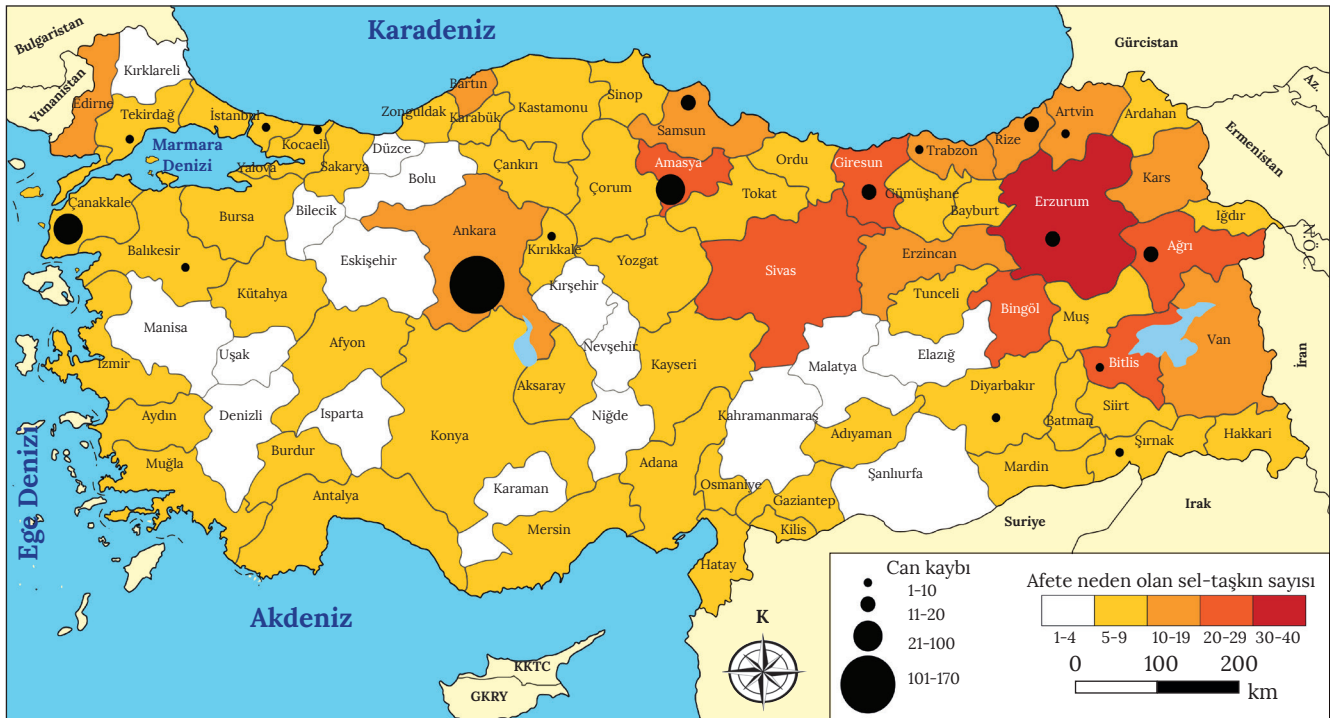 Karadeniz
Bulgaristan
Gürcistan
Yunanistan
Kırklareli
Edirne
Tekirdağ
İstanbul
Kocaeli
Marmara
Denizi
Yalova
Sakarya
Düzce
Bolu
Zonguldak
Bartın
Karabük
Kastamonu
Sinop
Samsun
Çankırı
Çorum
Amasya
Ordu
Tokat
Giresun
Gümüşhane
Trabzon
Rize
Artvin
Ardahan
Az.
Ermenistan
Bayburt
Erzurum
Kars
Iğdır
N.Ö.C.
Ağrı
Çanakkale
Balıkesir
Bursa
Bilecik
Eskişehir
Ankara
Kırıkkale
Yozgat
Sivas
Erzincan
Tunceli
Bingöl
Muş
Kütahya
Manisa
Uşak
Afyon
Kırşehir
Nevşehir
Kayseri
Malatya
Elazığ
Bitlis
Van
İran
İzmir
Aydın
Denizli
Isparta
Konya
Aksaray
Niğde
Kahramanmaraş
Adıyaman
Diyarbakır
Batman
Siirt
Şırnak
Hakkari
Muğla
Burdur
Antalya
Karaman
Mersin
Adana
Osmaniye
Gaziantep
Kilis
Hatay
Şanlıurfa
Mardin
Ege Denizi
Akdeniz
Suriye
Irak
KKTC
GKRY
K
Can kaybı
1-10
11-20
21-100
101-170
Afete neden olan sel-taşkın sayısı
1-4 5-9 10-19 20-29 30-40
0 100 200
km